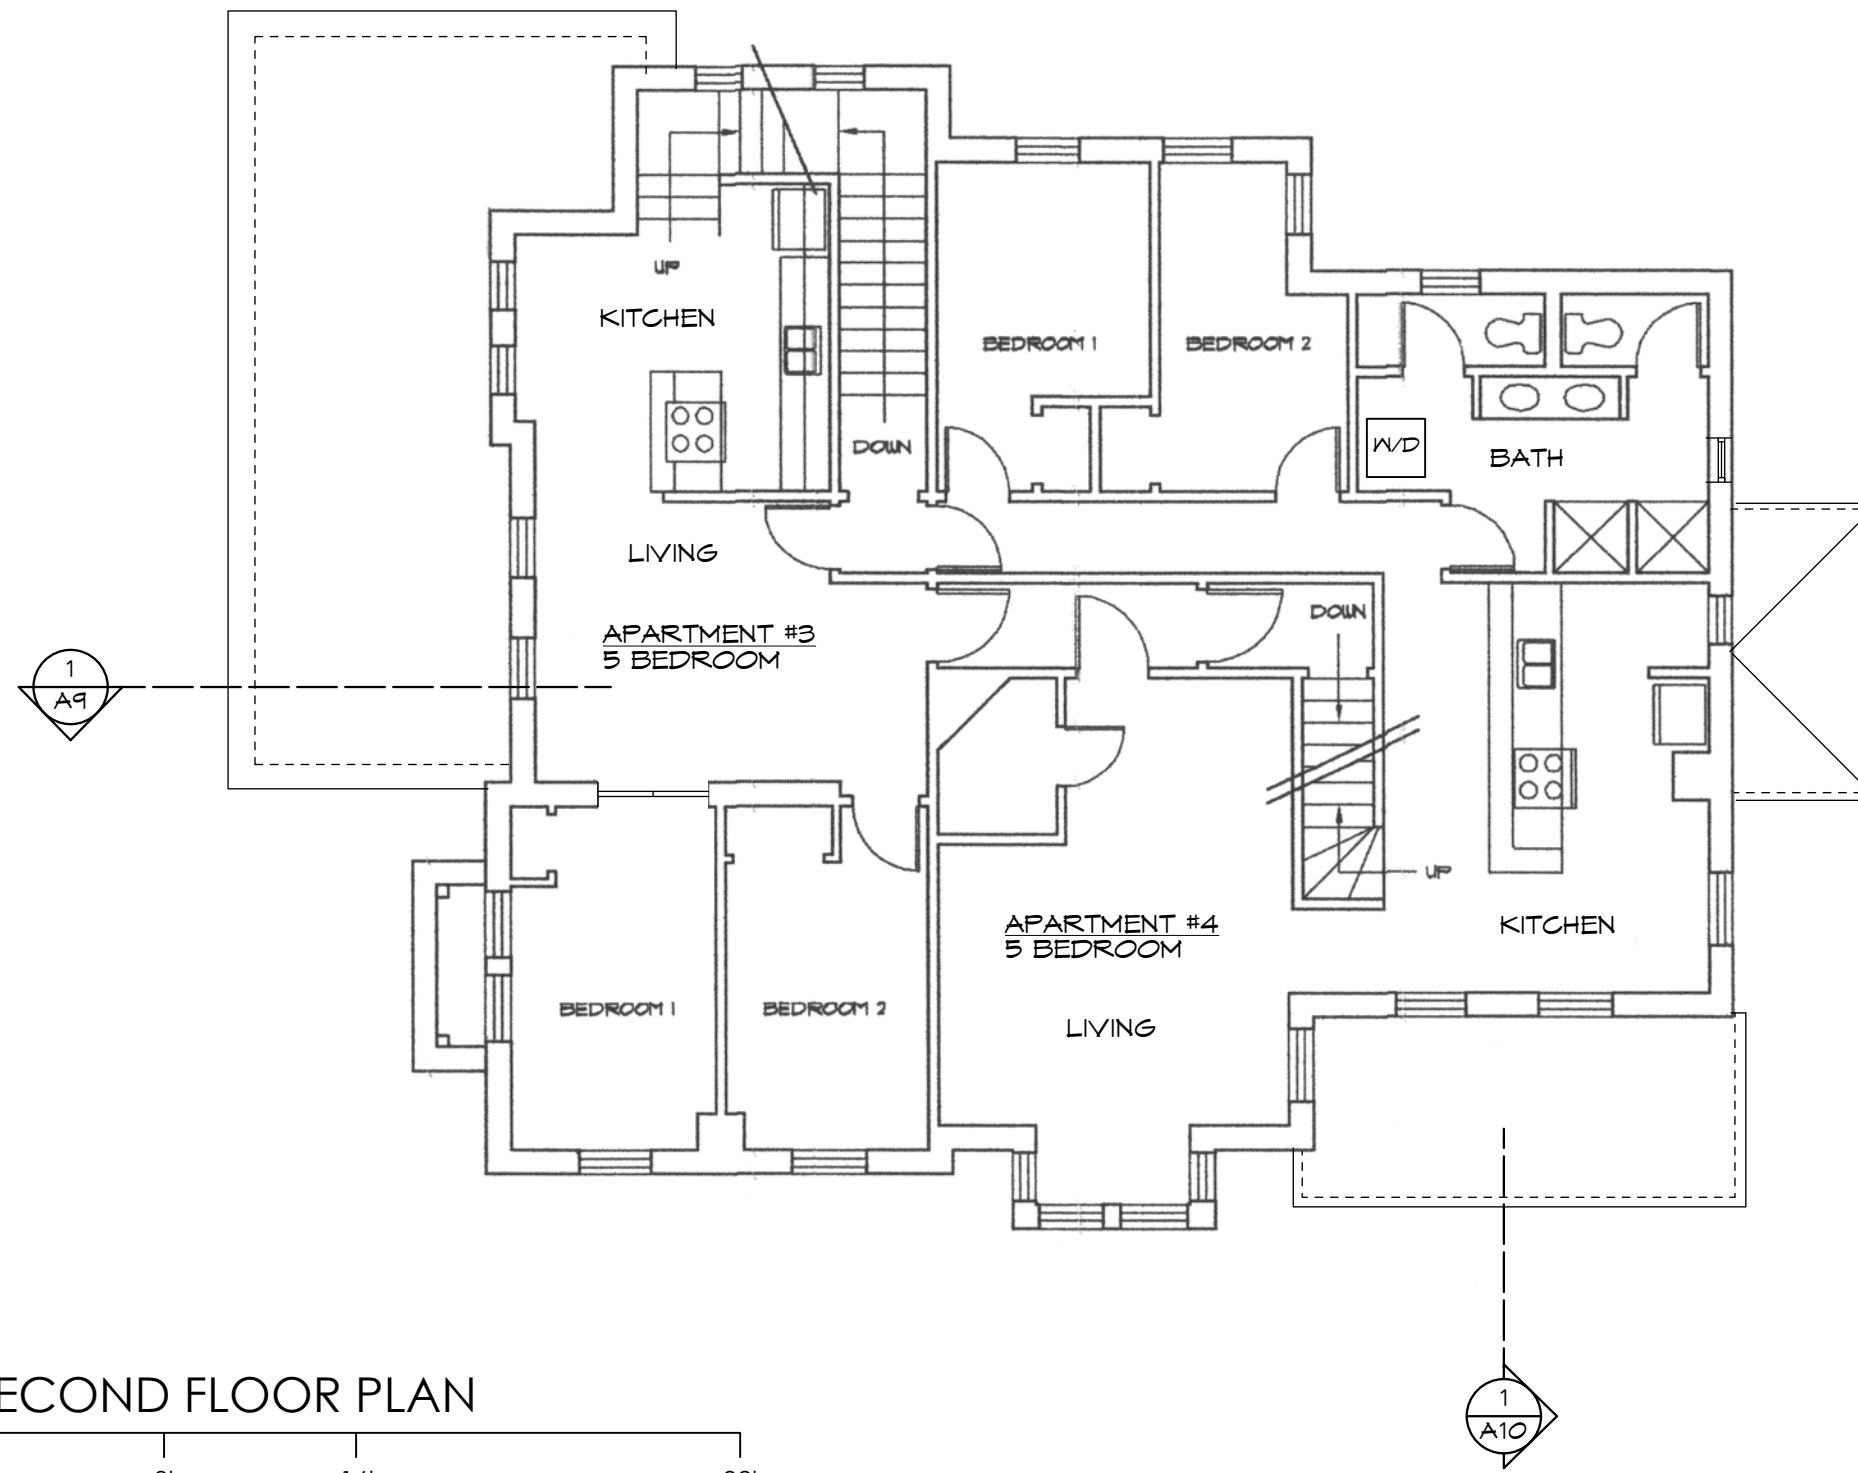 UP
KITCHEN
BEDROOM 1
BEDROOM 2
DOWN
W/D
BATH
LIVING
DOWN
APARTMENT #3
5 BEDROOM
1
A9
UP
APARTMENT #4
5 BEDROOM
KITCHEN
BEDROOM 1
BEDROOM 2
LIVING
ECOND FLOOR PLAN
1
A10